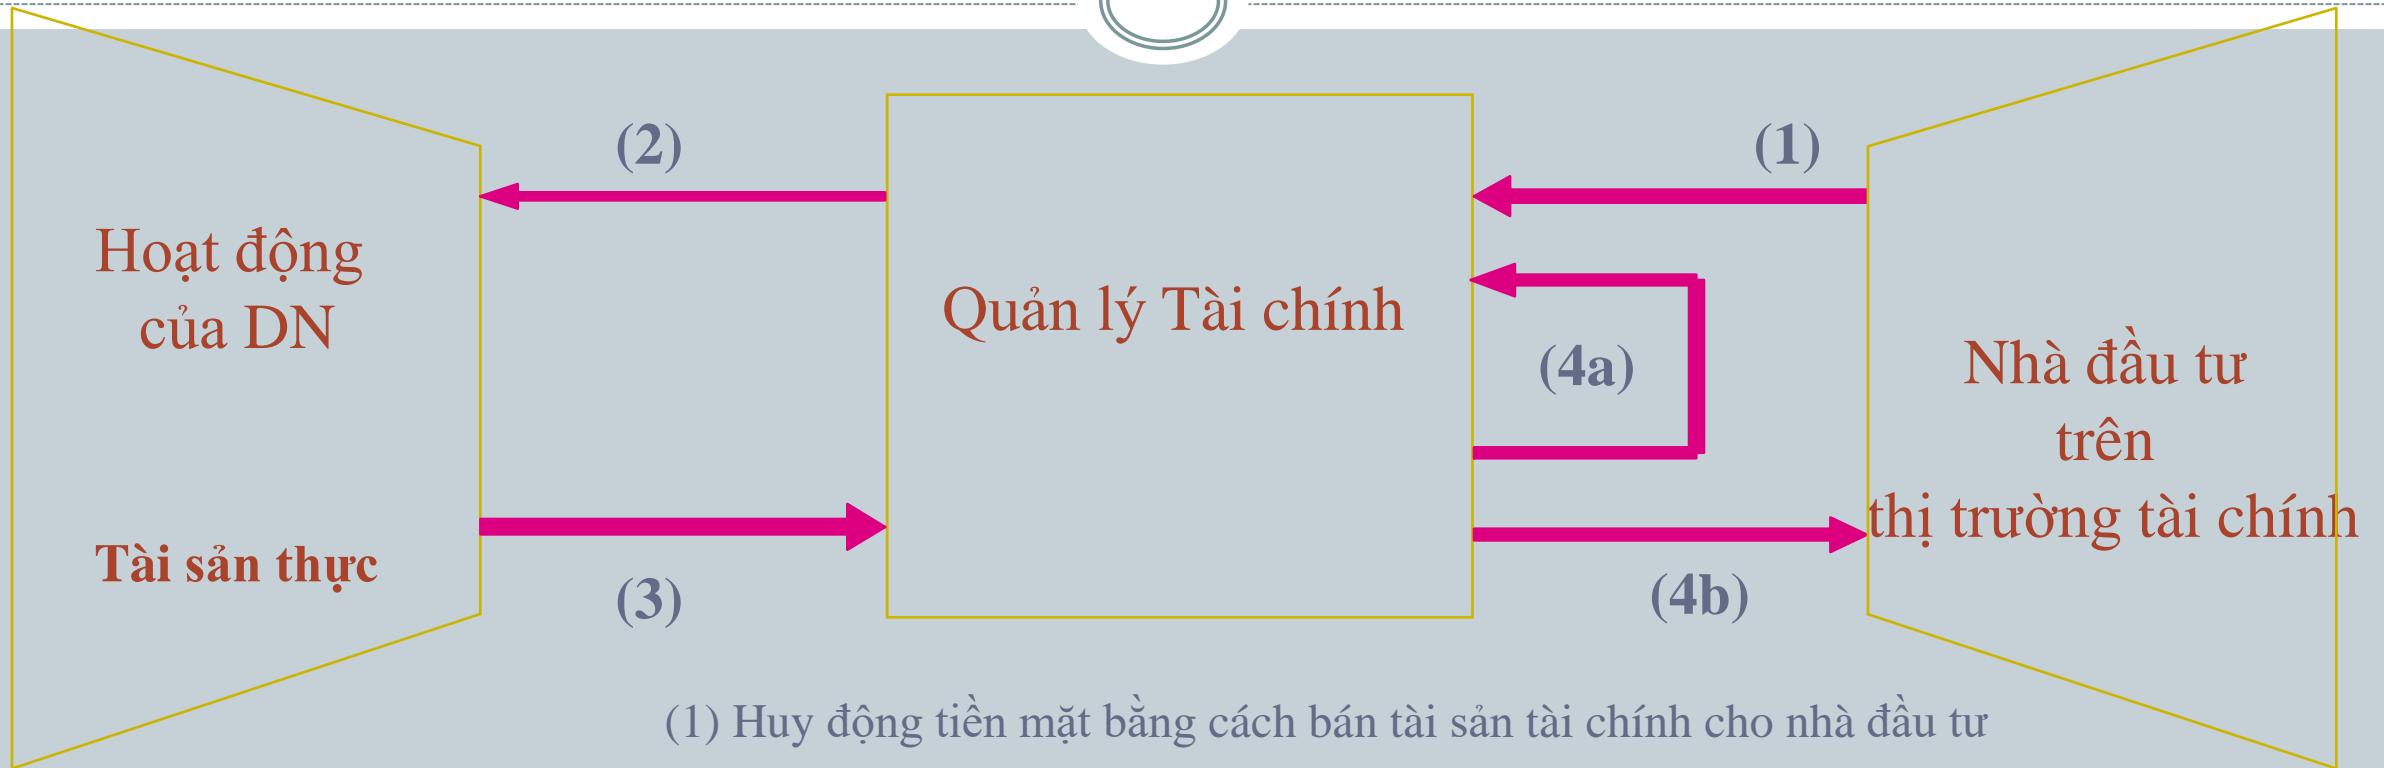 (2)
(1)
Hoạt động
của DN
Quản lý Tài chính
(4a)
Nhà đầu tư
trên
thị trường tài chính
Tài sản thực
(3)
(4b)
(1) Huy động tiền mặt bằng cách bán tài sản tài chính cho nhà đầu tư